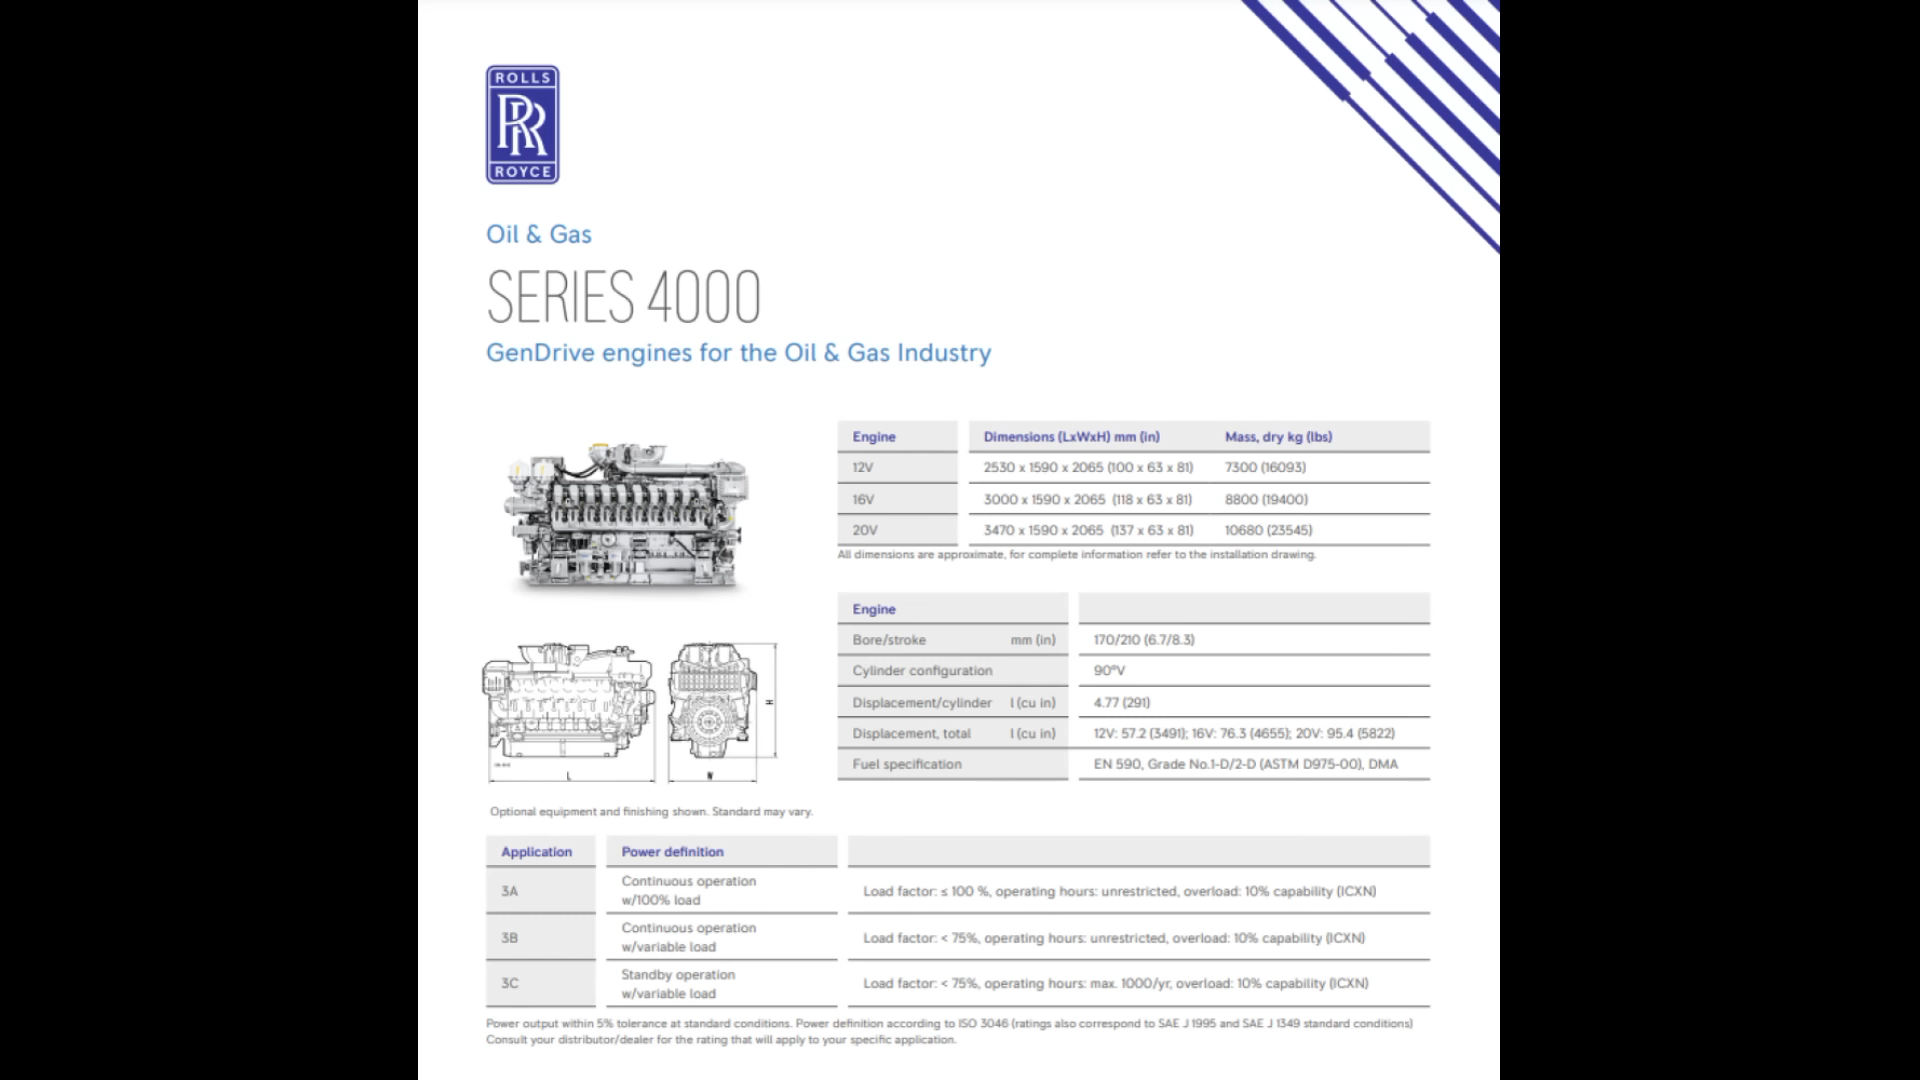 ROLLS
RR
ROYCE
Oil & Gas
SERIES 4000
GenDrive engines for the Oil & Gas Industry
Engine Dimensions (LxWxH) mm (in) Mass, dry kg (lbs)
12V 2530 x 1590 x 2065 (100 x 63 x 81) 7300 (16093)
16V 3000 x 1590 x 2065 (118 x 63 x 81) 8800 (19400)
20V 3470 x 1590 x 2065 (137 x 63 x 81) 10680 (23545)
All dimensions are approximate, for complete information refer to the installation drawing.
Engine
Bore/stroke mm (in) 170/210 (6.7/8.3)
Cylinder configuration 90°V
Displacement/cylinder l (cu in) 4.77 (291)
Displacement, total l (cu in) 12V: 57.2 (3491); 16V: 76.3 (4655); 20V: 95.4 (5822)
Fuel specification EN 590, Grade No.1-D/2-D (ASTM D975-00), DMA
H
L W
Optional equipment and finishing shown. Standard may vary.
Application Power definition
3A Continuous operation w/100% load Load factor: ≤ 100 %, operating hours: unrestricted, overload: 10% capability (ICXN)
3B Continuous operation w/variable load Load factor: < 75%, operating hours: unrestricted, overload: 10% capability (ICXN)
3C Standby operation w/variable load Load factor: < 75%, operating hours: max. 1000/yr, overload: 10% capability (ICXN)
Power output within 5% tolerance at standard conditions. Power definition according to ISO 3046 (ratings also correspond to SAE J 1995 and SAE J 1349 standard conditions)
Consult your distributor/dealer for the rating that will apply to your specific application.